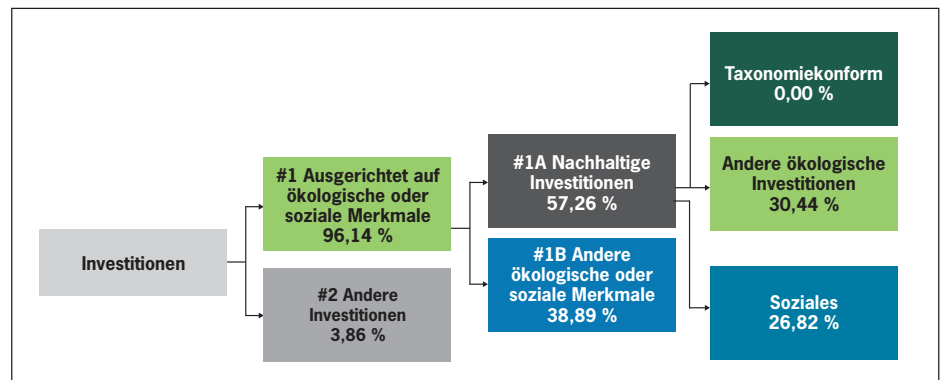 Investitionen
#1 Ausgerichtet auf
ökologische oder
soziale Merkmale
96,14 %
#2 Andere
Investitionen
3,86 %
#1A Nachhaltige
Investitionen
57,26 %
#1B Andere
ökologische oder
soziale Merkmale
38,89 %
Taxonomiekonform
0,00 %
Andere ökologische
Investitionen
30,44 %
Soziales
26,82 %